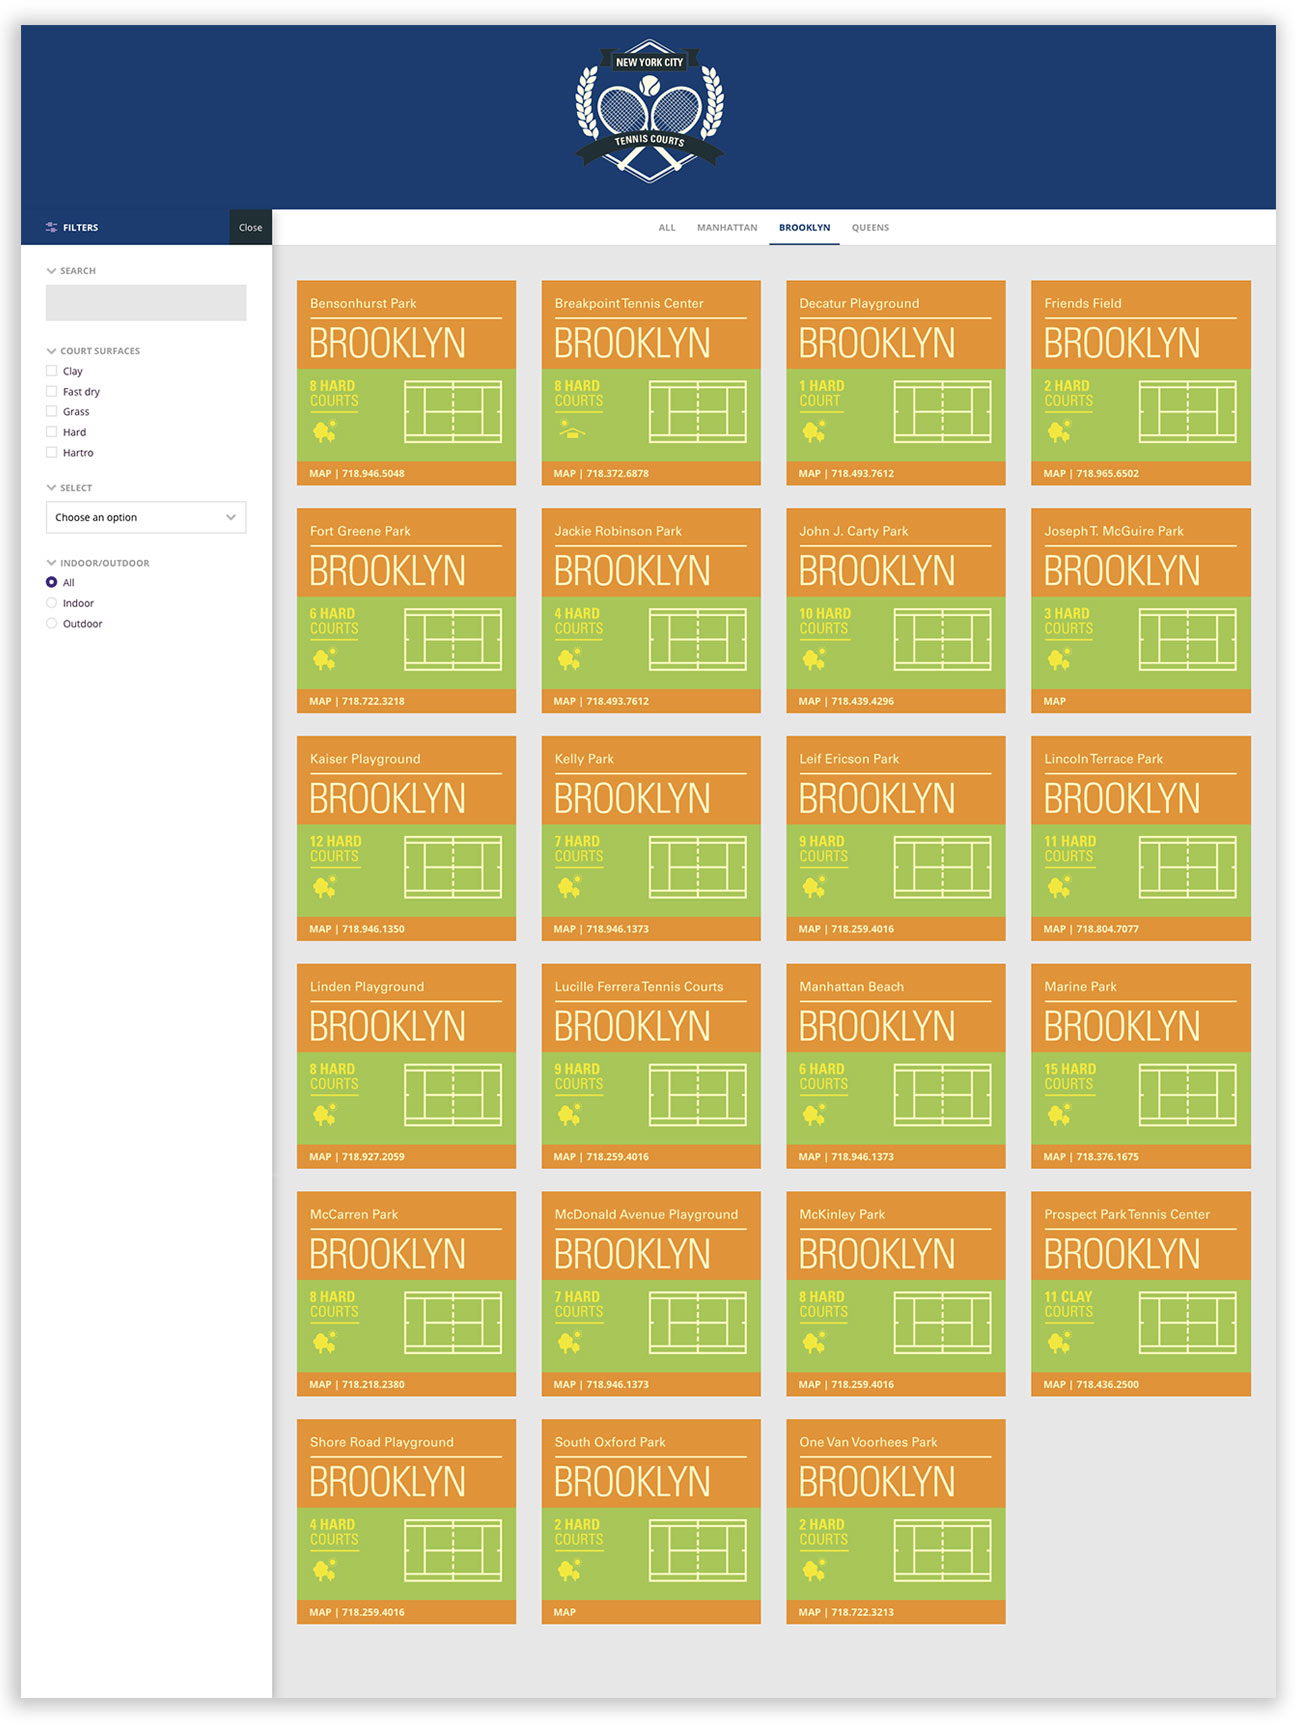 NEW YORK CITY
TENNIS COURTS
FILTERS
Close
ALL
MANHATTAN
BROOKLYN
QUEENS
SEARCH
COURT SURFACES
Clay
Fast dry
Grass
Hard
Hartro
SELECT
Choose an option
INDOOR/OUTDOOR
All
Indoor
Outdoor
Bensonhurst Park
BROOKLYN
8 HARD
COURTS
MAP | 718.946.5048
Breakpoint Tennis Center
BROOKLYN
8 HARD
COURTS
MAP | 718.372.6878
Decatur Playground
BROOKLYN
1 HARD
COURT
MAP | 718.493.7612
Friends Field
BROOKLYN
2 HARD
COURTS
MAP | 718.965.6502
Fort Greene Park
BROOKLYN
6 HARD
COURTS
MAP | 718.722.3218
Jackie Robinson Park
BROOKLYN
4 HARD
COURTS
MAP | 718.493.7612
John J. Carty Park
BROOKLYN
10 HARD
COURTS
MAP | 718.439.4296
Joseph T. McGuire Park
BROOKLYN
3 HARD
COURTS
MAP
Kaiser Playground
BROOKLYN
12 HARD
COURTS
MAP | 718.946.1350
Kelly Park
BROOKLYN
7 HARD
COURTS
MAP | 718.946.1373
Leif Ericson Park
BROOKLYN
9 HARD
COURTS
MAP | 718.259.4016
Lincoln Terrace Park
BROOKLYN
11 HARD
COURTS
MAP | 718.804.7077
Linden Playground
BROOKLYN
8 HARD
COURTS
MAP | 718.927.2059
Lucille Ferrera Tennis Courts
BROOKLYN
9 HARD
COURTS
MAP | 718.259.4016
Manhattan Beach
BROOKLYN
6 HARD
COURTS
MAP | 718.946.1373
Marine Park
BROOKLYN
15 HARD
COURTS
MAP | 718.376.1675
McCarren Park
BROOKLYN
8 HARD
COURTS
MAP | 718.218.2380
McDonald Avenue Playground
BROOKLYN
7 HARD
COURTS
MAP | 718.946.1373
McKinley Park
BROOKLYN
8 HARD
COURTS
MAP | 718.259.4016
Prospect Park Tennis Center
BROOKLYN
11 CLAY
COURTS
MAP | 718.436.2500
Shore Road Playground
BROOKLYN
4 HARD
COURTS
MAP | 718.259.4016
South Oxford Park
BROOKLYN
2 HARD
COURTS
MAP
One Van Voorhees Park
BROOKLYN
2 HARD
COURTS
MAP | 718.722.3213